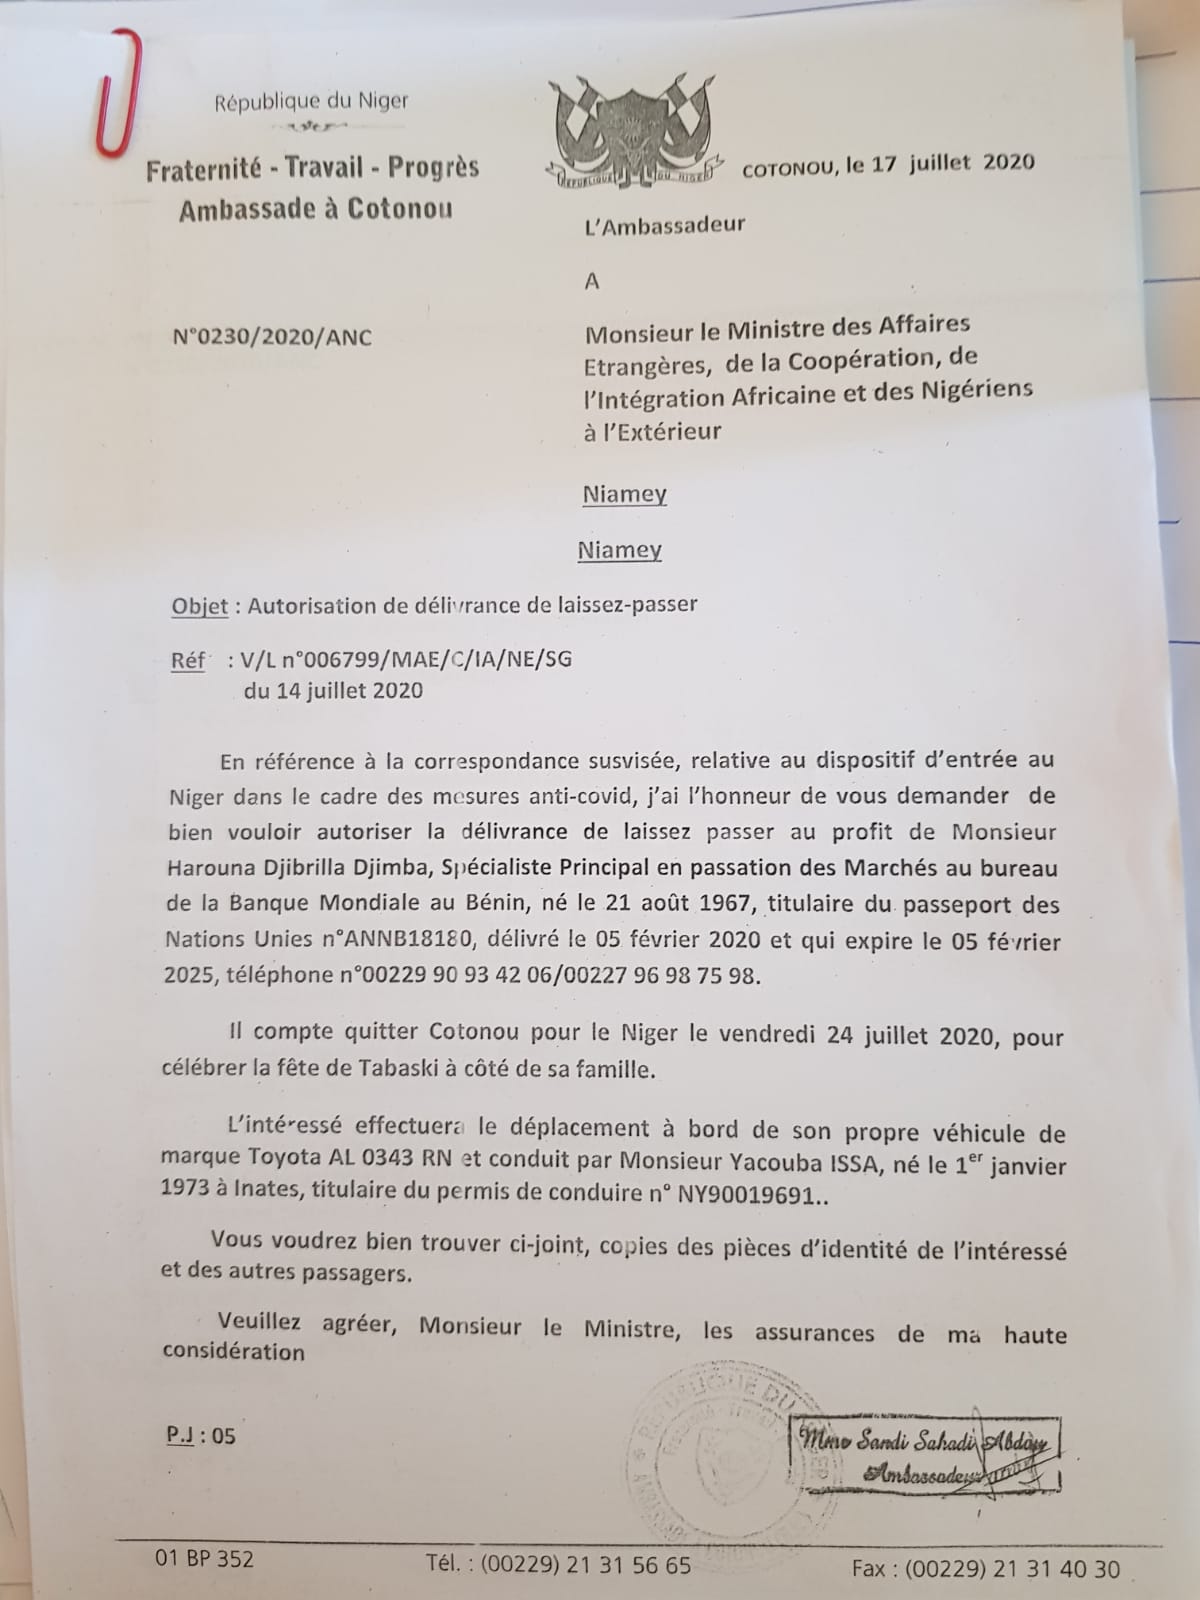 République du Niger
Fraternité - Travail - Progrès
Ambassade à Cotonou
REPUBLIQUE DU NIGER
COTONOU, le 17 juillet 2020
L'Ambassadeur
A
N°0230/2020/ANC
Monsieur le Ministre des Affaires
Etrangères, de la Coopération, de
l'Intégration Africaine et des Nigériens
à l'Extérieur
Niamey
Niamey
Objet : Autorisation de délivrance de laissez-passer
Réf : V/L n°006799/MAE/C/IA/NE/SG
du 14 juillet 2020
En référence à la correspondance susvisée, relative au dispositif d'entrée au
Niger dans le cadre des mesures anti-covid, j'ai l'honneur de vous demander de
bien vouloir autoriser la délivrance de laissez passer au profit de Monsieur
Harouna Djibrilla Djimba, Spécialiste Principal en passation des Marchés au bureau
de la Banque Mondiale au Bénin, né le 21 août 1967, titulaire du passeport des
Nations Unies n°ANNB18180, délivré le 05 février 2020 et qui expire le 05 février
2025, téléphone n°00229 90 93 42 06/00227 96 98 75 98.
Il compte quitter Cotonou pour le Niger le vendredi 24 juillet 2020, pour
célébrer la fête de Tabaski à côté de sa famille.
L'intéressé effectuera le déplacement à bord de son propre véhicule de
marque Toyota AL 0343 RN et conduit par Monsieur Yacouba ISSA, né le 1er janvier
1973 à Inates, titulaire du permis de conduire n° NY90019691..
Vous voudrez bien trouver ci-joint, copies des pièces d'identité de l'intéressé
et des autres passagers.
Veuillez agréer, Monsieur le Ministre, les assurances de ma haute
considération
P.J : 05
REPUBLIQUE DU
Mme Sandi Sahadi Abdou
01 BP 352
Tél. : (00229) 21 31 56 65
Fax : (00229) 21 31 40 30